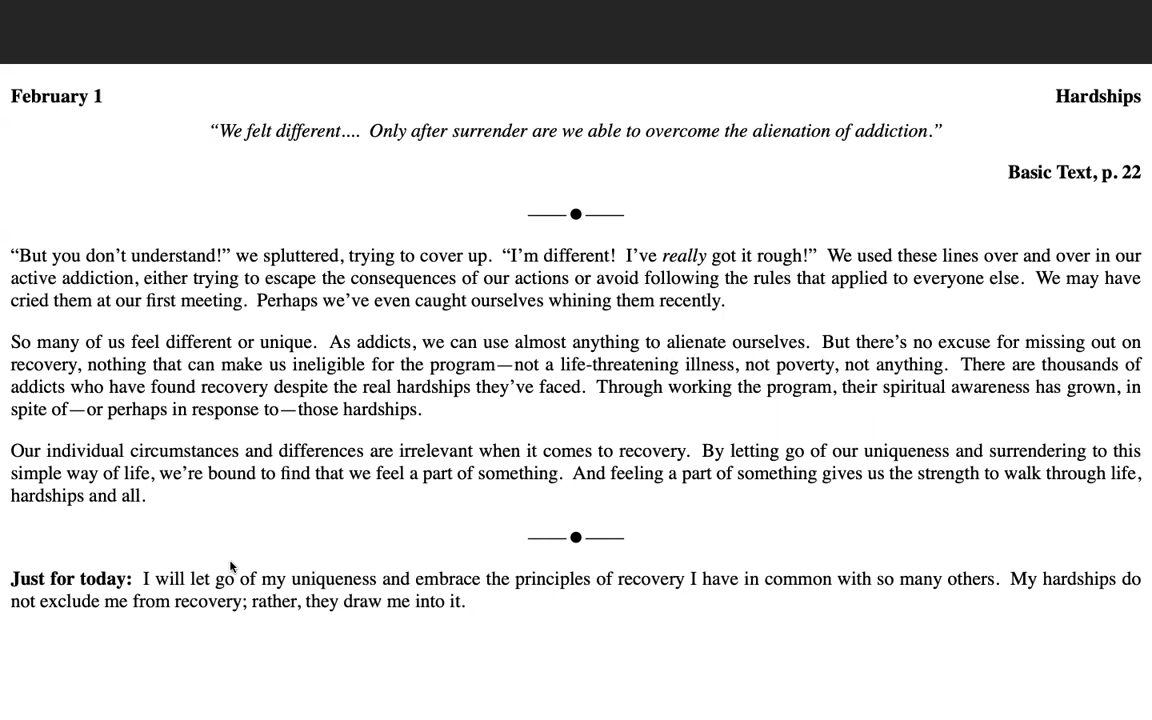 February 1 Hardships
“We felt different.... Only after surrender are we able to overcome the alienation of addiction.”
Basic Text, p. 22
“But you don’t understand!” we spluttered, trying to cover up. “I’m different! I’ve really got it rough!” We used these lines over and over in our
active addiction, either trying to escape the consequences of our actions or avoid following the rules that applied to everyone else. We may have
cried them at our first meeting. Perhaps we’ve even caught ourselves whining them recently.
So many of us feel different or unique. As addicts, we can use almost anything to alienate ourselves. But there’s no excuse for missing out on
recovery, nothing that can make us ineligible for the program—not a life-threatening illness, not poverty, not anything. There are thousands of
addicts who have found recovery despite the real hardships they’ve faced. Through working the program, their spiritual awareness has grown, in
spite of—or perhaps in response to—those hardships.
Our individual circumstances and differences are irrelevant when it comes to recovery. By letting go of our uniqueness and surrendering to this
simple way of life, we’re bound to find that we feel a part of something. And feeling a part of something gives us the strength to walk through life,
hardships and all.
Just for today: I will let go of my uniqueness and embrace the principles of recovery I have in common with so many others. My hardships do
not exclude me from recovery; rather, they draw me into it.